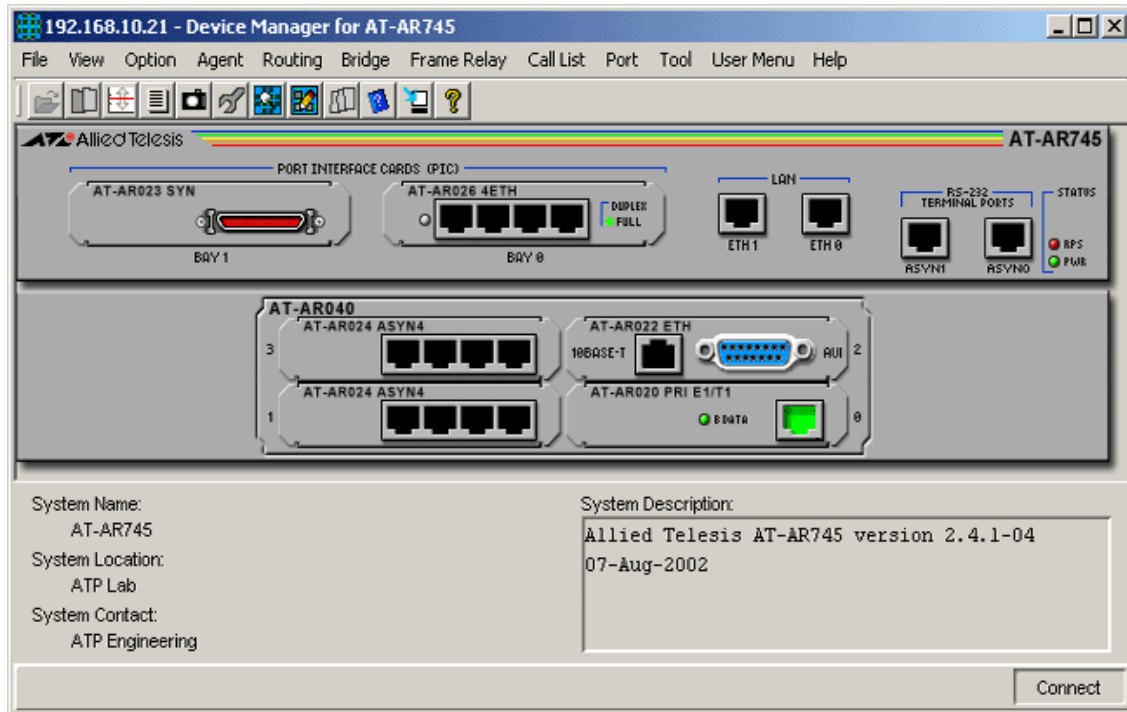 192.168.10.21 - Device Manager for AT-AR745
File View Option Agent Routing Bridge Frame Relay Call List Port Tool User Menu Help
Allied Telesis AT-AR745
PORT INTERFACE CARDS (PIC)
AT-AR023 SYN
BAY 1
AT-AR026 4ETH
DUPLEX
FULL
BAY 0
LAN
ETH 1 ETH 0
RS-232
TERMINAL PORTS
ASYN1 ASYN0
STATUS
RPS
PWR
AT-AR040
3 AT-AR024 ASYN4
AT-AR022 ETH
10BASE-T AUI 2
1 AT-AR024 ASYN4
AT-AR020 PRI E1/T1
B DATA 0
System Name:
AT-AR745
System Location:
ATP Lab
System Contact:
ATP Engineering
System Description:
Allied Telesis AT-AR745 version 2.4.1-04
07-Aug-2002
Connect